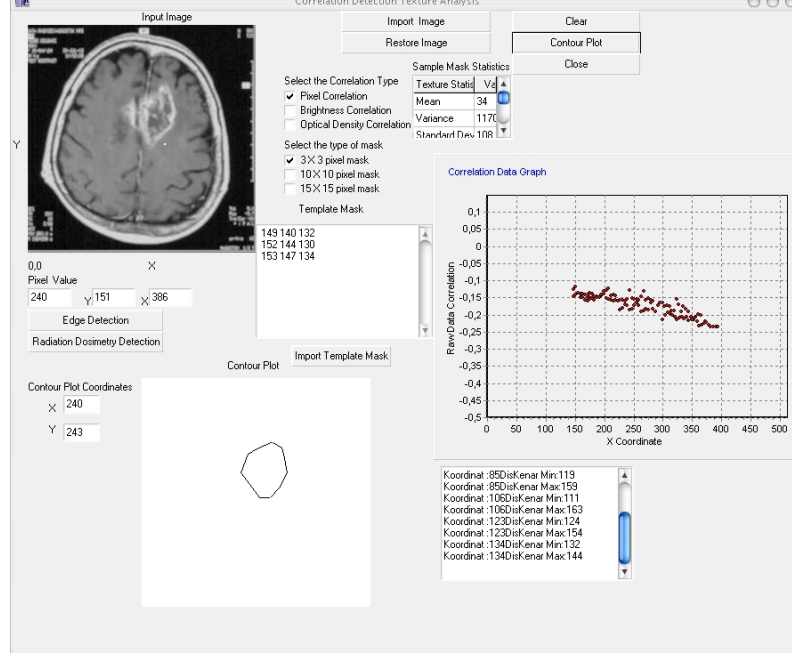 Correlation Detection Texture Analysis
Input Image
Import Image
Clear
Restore Image
Contour Plot
Close
Sample Mask Statistics
Texture Statis Va
Mean 34
Variance 1170
Standard Dev 108
Select the Correlation Type
Pixel Correlation
Brightness Correlation
Optical Density Correlation
Select the type of mask
3X3 pixel mask
10X10 pixel mask
15X15 pixel mask
Template Mask
149 140 132
152 144 130
153 147 134
Y
0,0 X
Pixel Value
240 Y 151 X 386
Edge Detection
Radiation Dosimetry Detection
Import Template Mask
Contour Plot
Contour Plot Coordinates
X 240
Y 243
Correlation Data Graph
0,1
0,05
0
-0,05
-0,1
-0,15
-0,2
-0,25
-0,3
-0,35
-0,4
-0,45
-0,5
Raw Data Correlation
0 50 100 150 200 250 300 350 400 450 500
X Coordinate
Koordinat :85DisKenar Min:119
Koordinat :85DisKenar Max:159
Koordinat :106DisKenar Min:111
Koordinat :106DisKenar Max:163
Koordinat :123DisKenar Min:124
Koordinat :123DisKenar Max:154
Koordinat :134DisKenar Min:132
Koordinat :134DisKenar Max:144